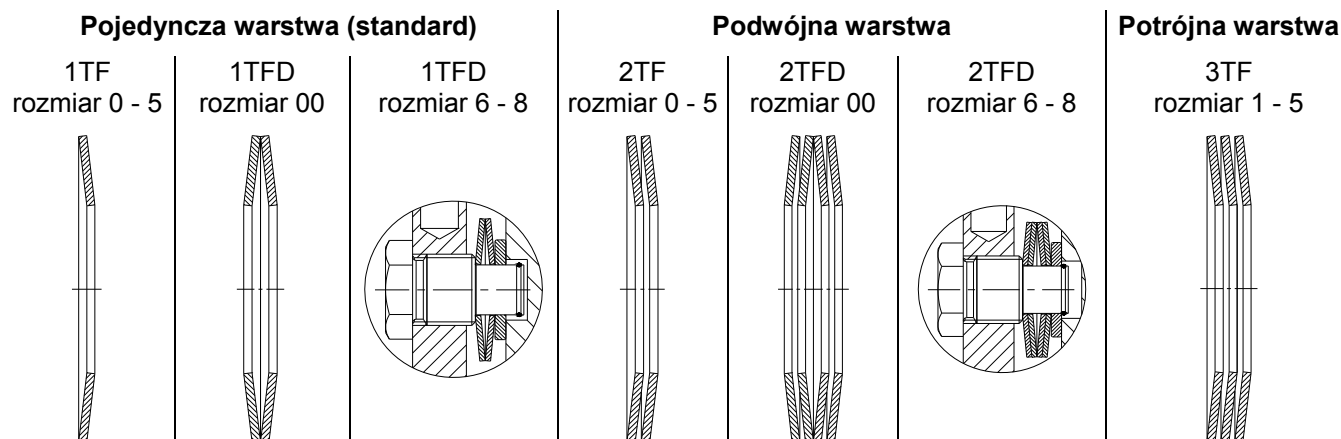 Pojedyncza warstwa (standard)
Podwójna warstwa
Potrójna warstwa
1TF
rozmiar 0 - 5
1TFD
rozmiar 00
1TFD
rozmiar 6 - 8
2TF
rozmiar 0 - 5
2TFD
rozmiar 00
2TFD
rozmiar 6 - 8
3TF
rozmiar 1 - 5